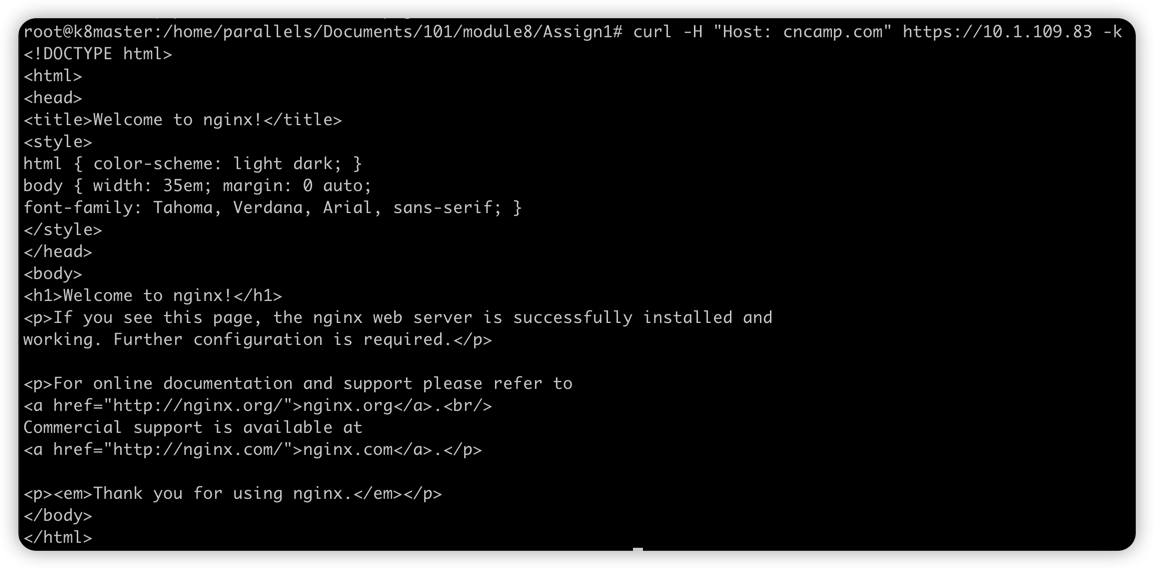 root@k8master:/home/parallels/Documents/101/module8/Assign1# curl -H "Host: cncamp.com" https://10.1.109.83 -k
<!DOCTYPE html>
<html>
<head>
<title>Welcome to nginx!</title>
<style>
html { color-scheme: light dark; }
body { width: 35em; margin: 0 auto;
font-family: Tahoma, Verdana, Arial, sans-serif; }
</style>
</head>
<body>
<h1>Welcome to nginx!</h1>
<p>If you see this page, the nginx web server is successfully installed and
working. Further configuration is required.</p>

<p>For online documentation and support please refer to
<a href="http://nginx.org/">nginx.org</a>.<br/>
Commercial support is available at
<a href="http://nginx.com/">nginx.com</a>.</p>

<p><em>Thank you for using nginx.</em></p>
</body>
</html>